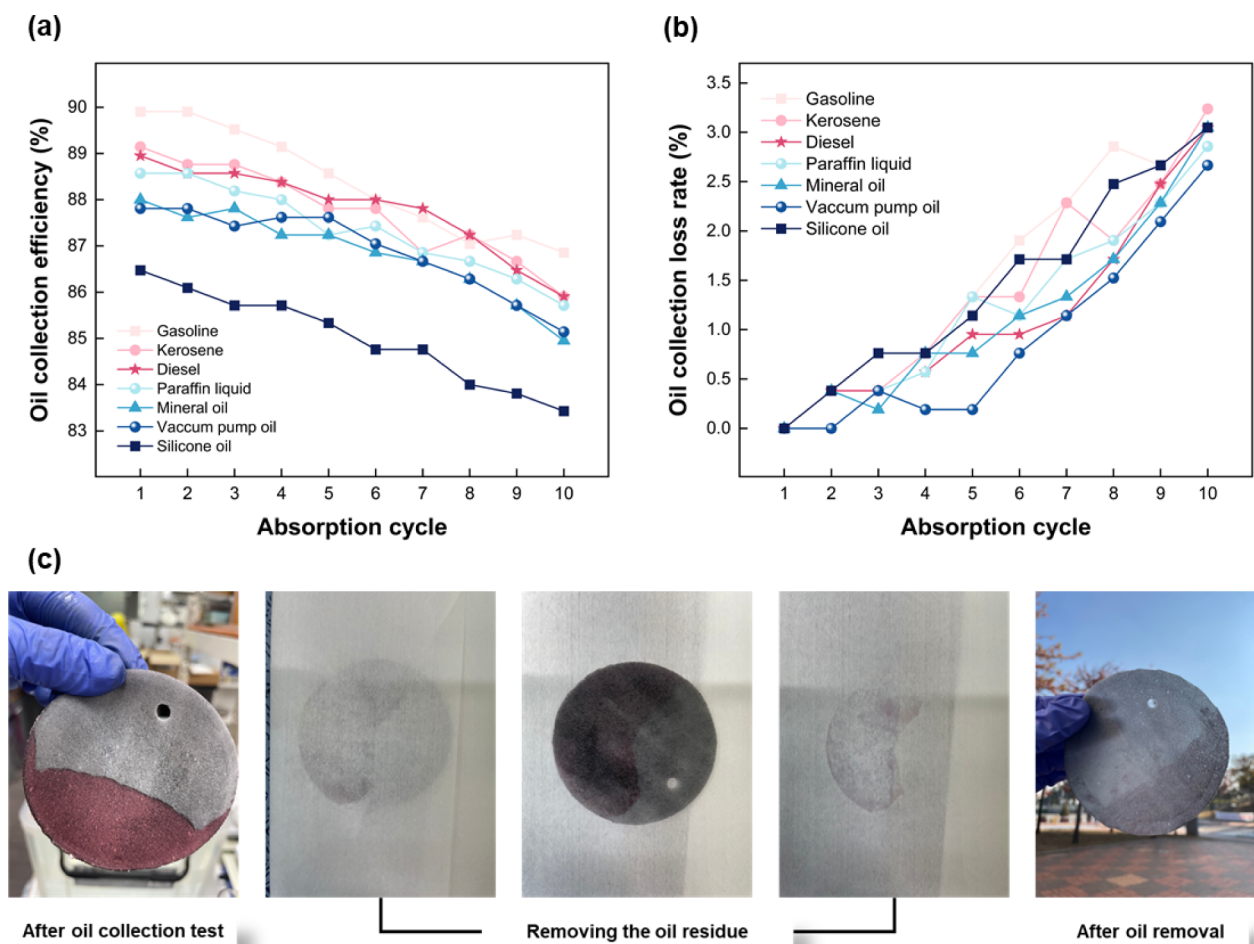 (a)
Oil collection efficiency (%)
90
89
88
87
86
85
84
83
Gasoline
Kerosene
Diesel
Paraffin liquid
Mineral oil
Vaccum pump oil
Silicone oil
1 2 3 4 5 6 7 8 9 10
Absorption cycle
(b)
Oil collection loss rate (%)
3.5
3.0
2.5
2.0
1.5
1.0
0.5
0.0
Gasoline
Kerosene
Diesel
Paraffin liquid
Mineral oil
Vaccum pump oil
Silicone oil
1 2 3 4 5 6 7 8 9 10
Absorption cycle
(c)
After oil collection test
Removing the oil residue
After oil removal